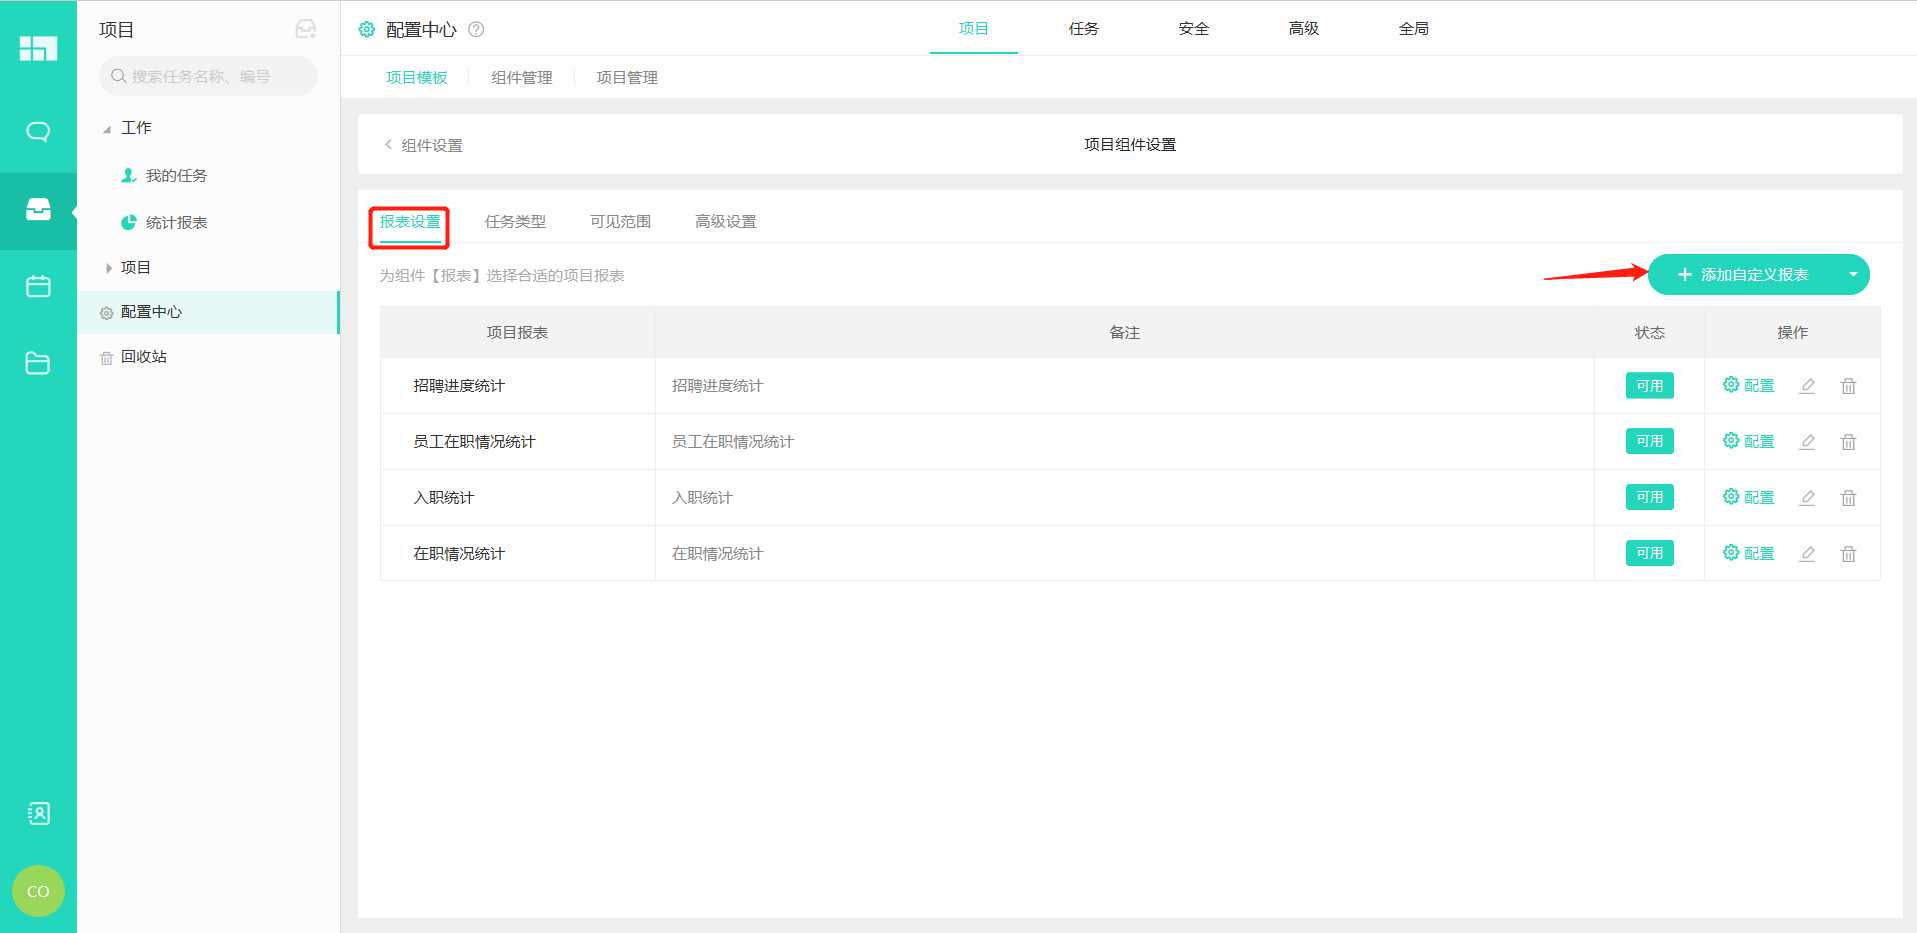 项目
搜索任务名称、编号
工作
我的任务
统计报表
项目
配置中心
回收站
CO
配置中心
项目
任务
安全
高级
全局
项目模板
组件管理
项目管理
组件设置
项目组件设置
报表设置
任务类型
可见范围
高级设置
为组件【报表】选择合适的项目报表
添加自定义报表
项目报表 备注 状态 操作
招聘进度统计 招聘进度统计 可用 配置
员工在职情况统计 员工在职情况统计 可用 配置
入职统计 入职统计 可用 配置
在职情况统计 在职情况统计 可用 配置